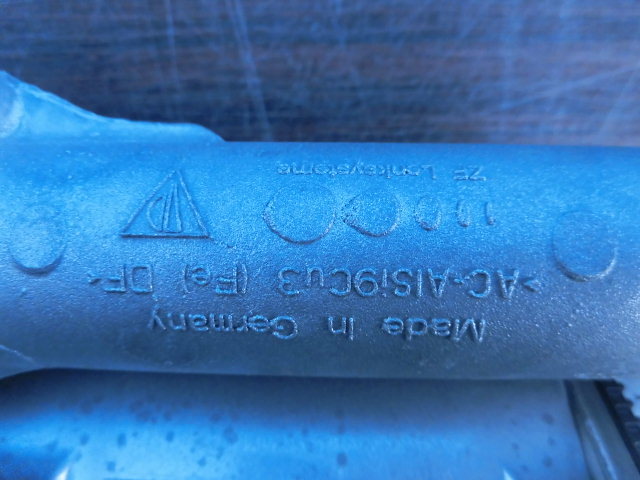 Made In Germany
>AC-AlSi9Cu3 (Fe) DF<
ZF Lenksysteme